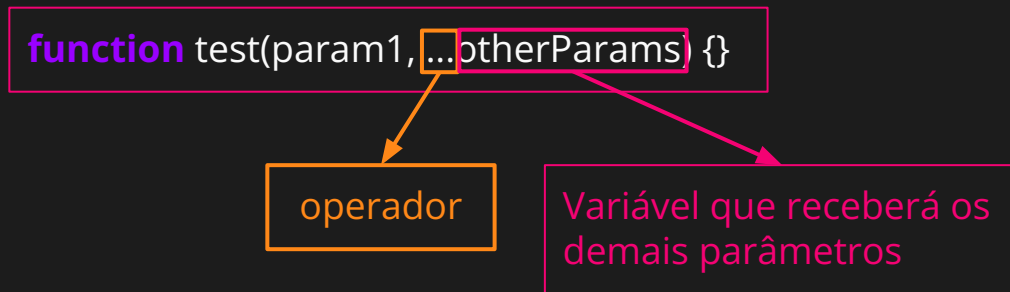 function test(param1, ...otherParams) {}
operador
Variável que receberá os
demais parâmetros